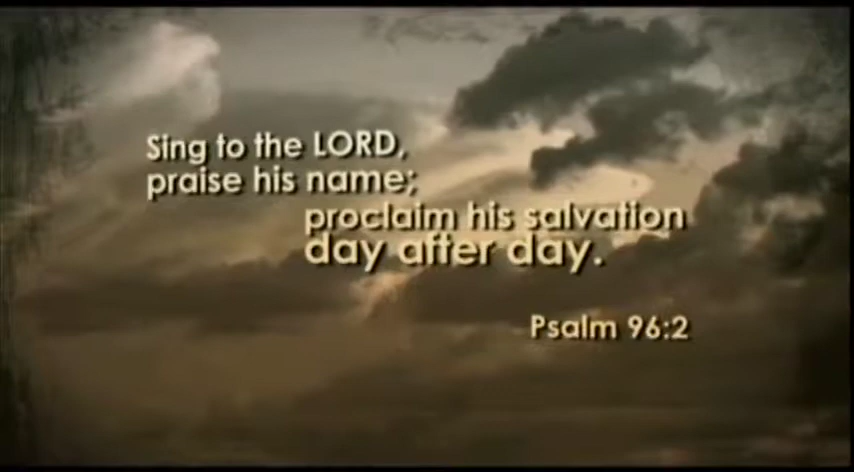 Sing to the LORD,
praise his name;
proclaim his salvation
day after day.
Psalm 96:2